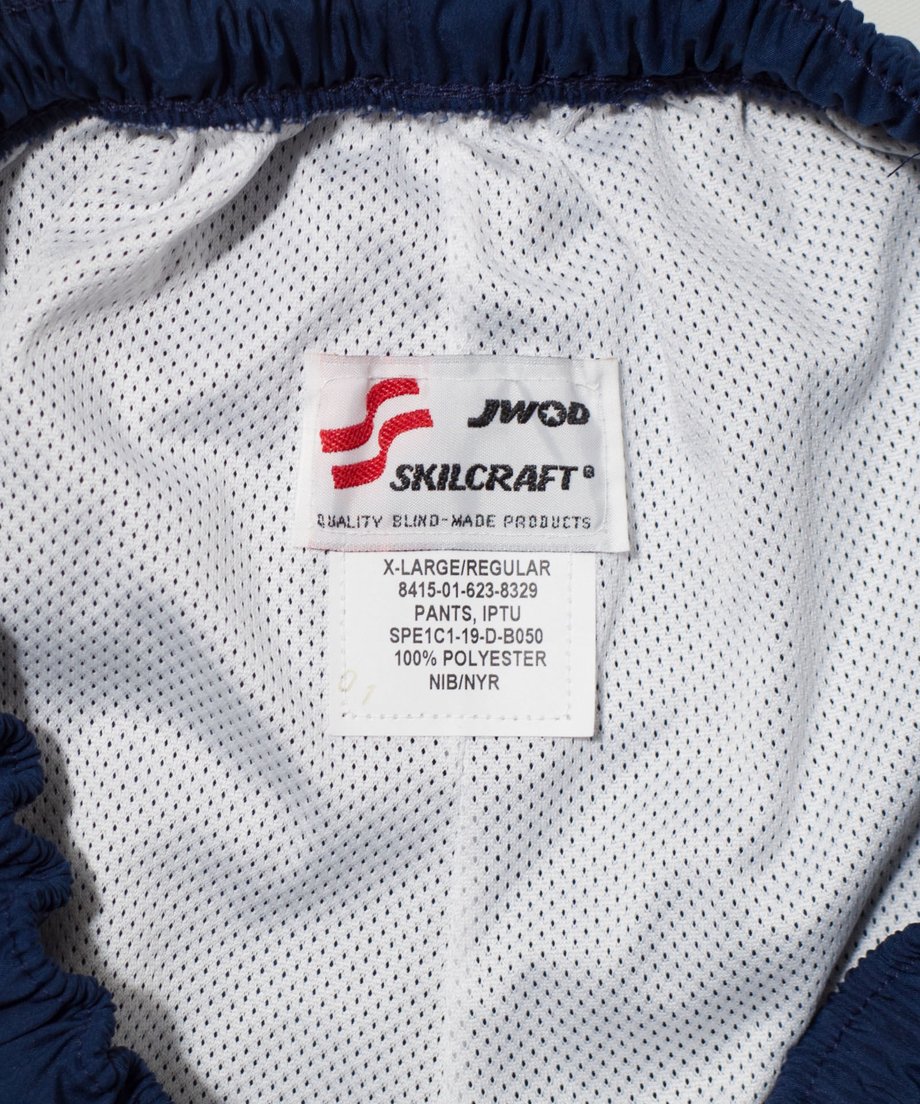 JWOD
SKILCRAFT®
QUALITY BLIND-MADE PRODUCTS
X-LARGE/REGULAR
8415-01-623-8329
PANTS, IPTU
SPE1C1-19-D-B050
100% POLYESTER
NIB/NYR
01